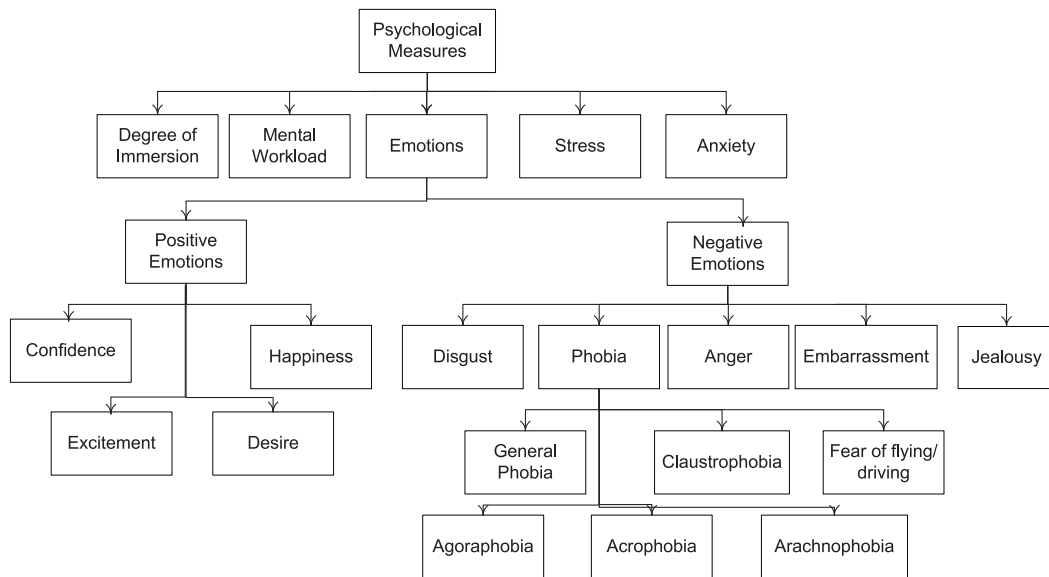 Psychological
Measures
Degree of
Immersion
Mental
Workload
Emotions
Stress
Anxiety
Positive
Emotions
Negative
Emotions
Confidence
Happiness
Disgust
Phobia
Anger
Embarrassment
Jealousy
Excitement
Desire
General
Phobia
Claustrophobia
Fear of flying/
driving
Agoraphobia
Acrophobia
Arachnophobia